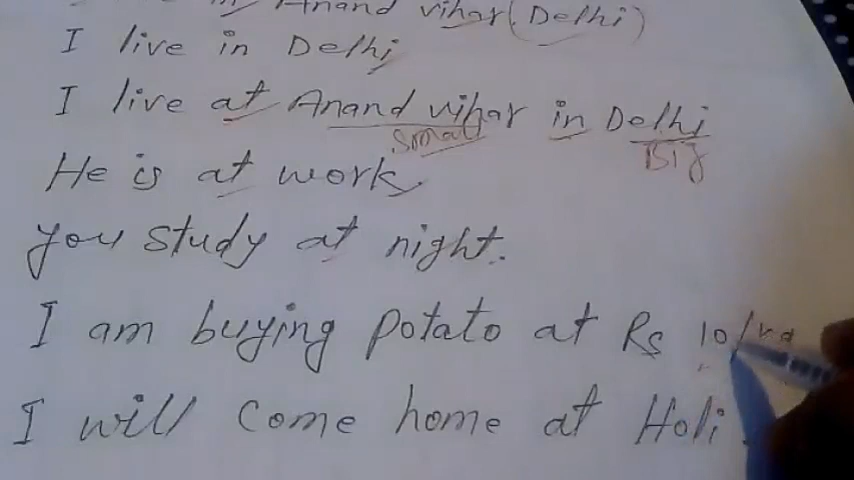 in Anand vihar (Delhi)
I live in Delhi
I live at Anand vihar in Delhi
small
Big
He is at work.
you study at night.
I am buying potato at Rs 10/
I will come home at Holi.